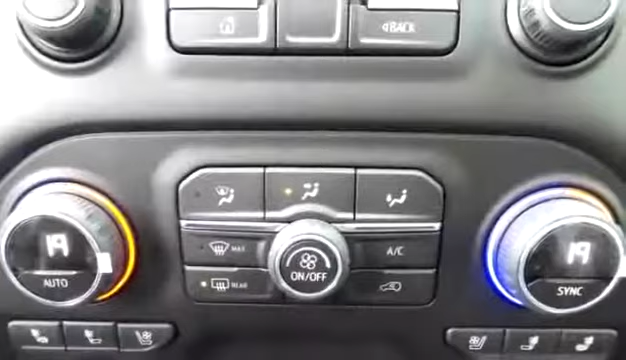 BACK
MAX
A/C
19
ON/OFF
19
AUTO
REAR
SYNC